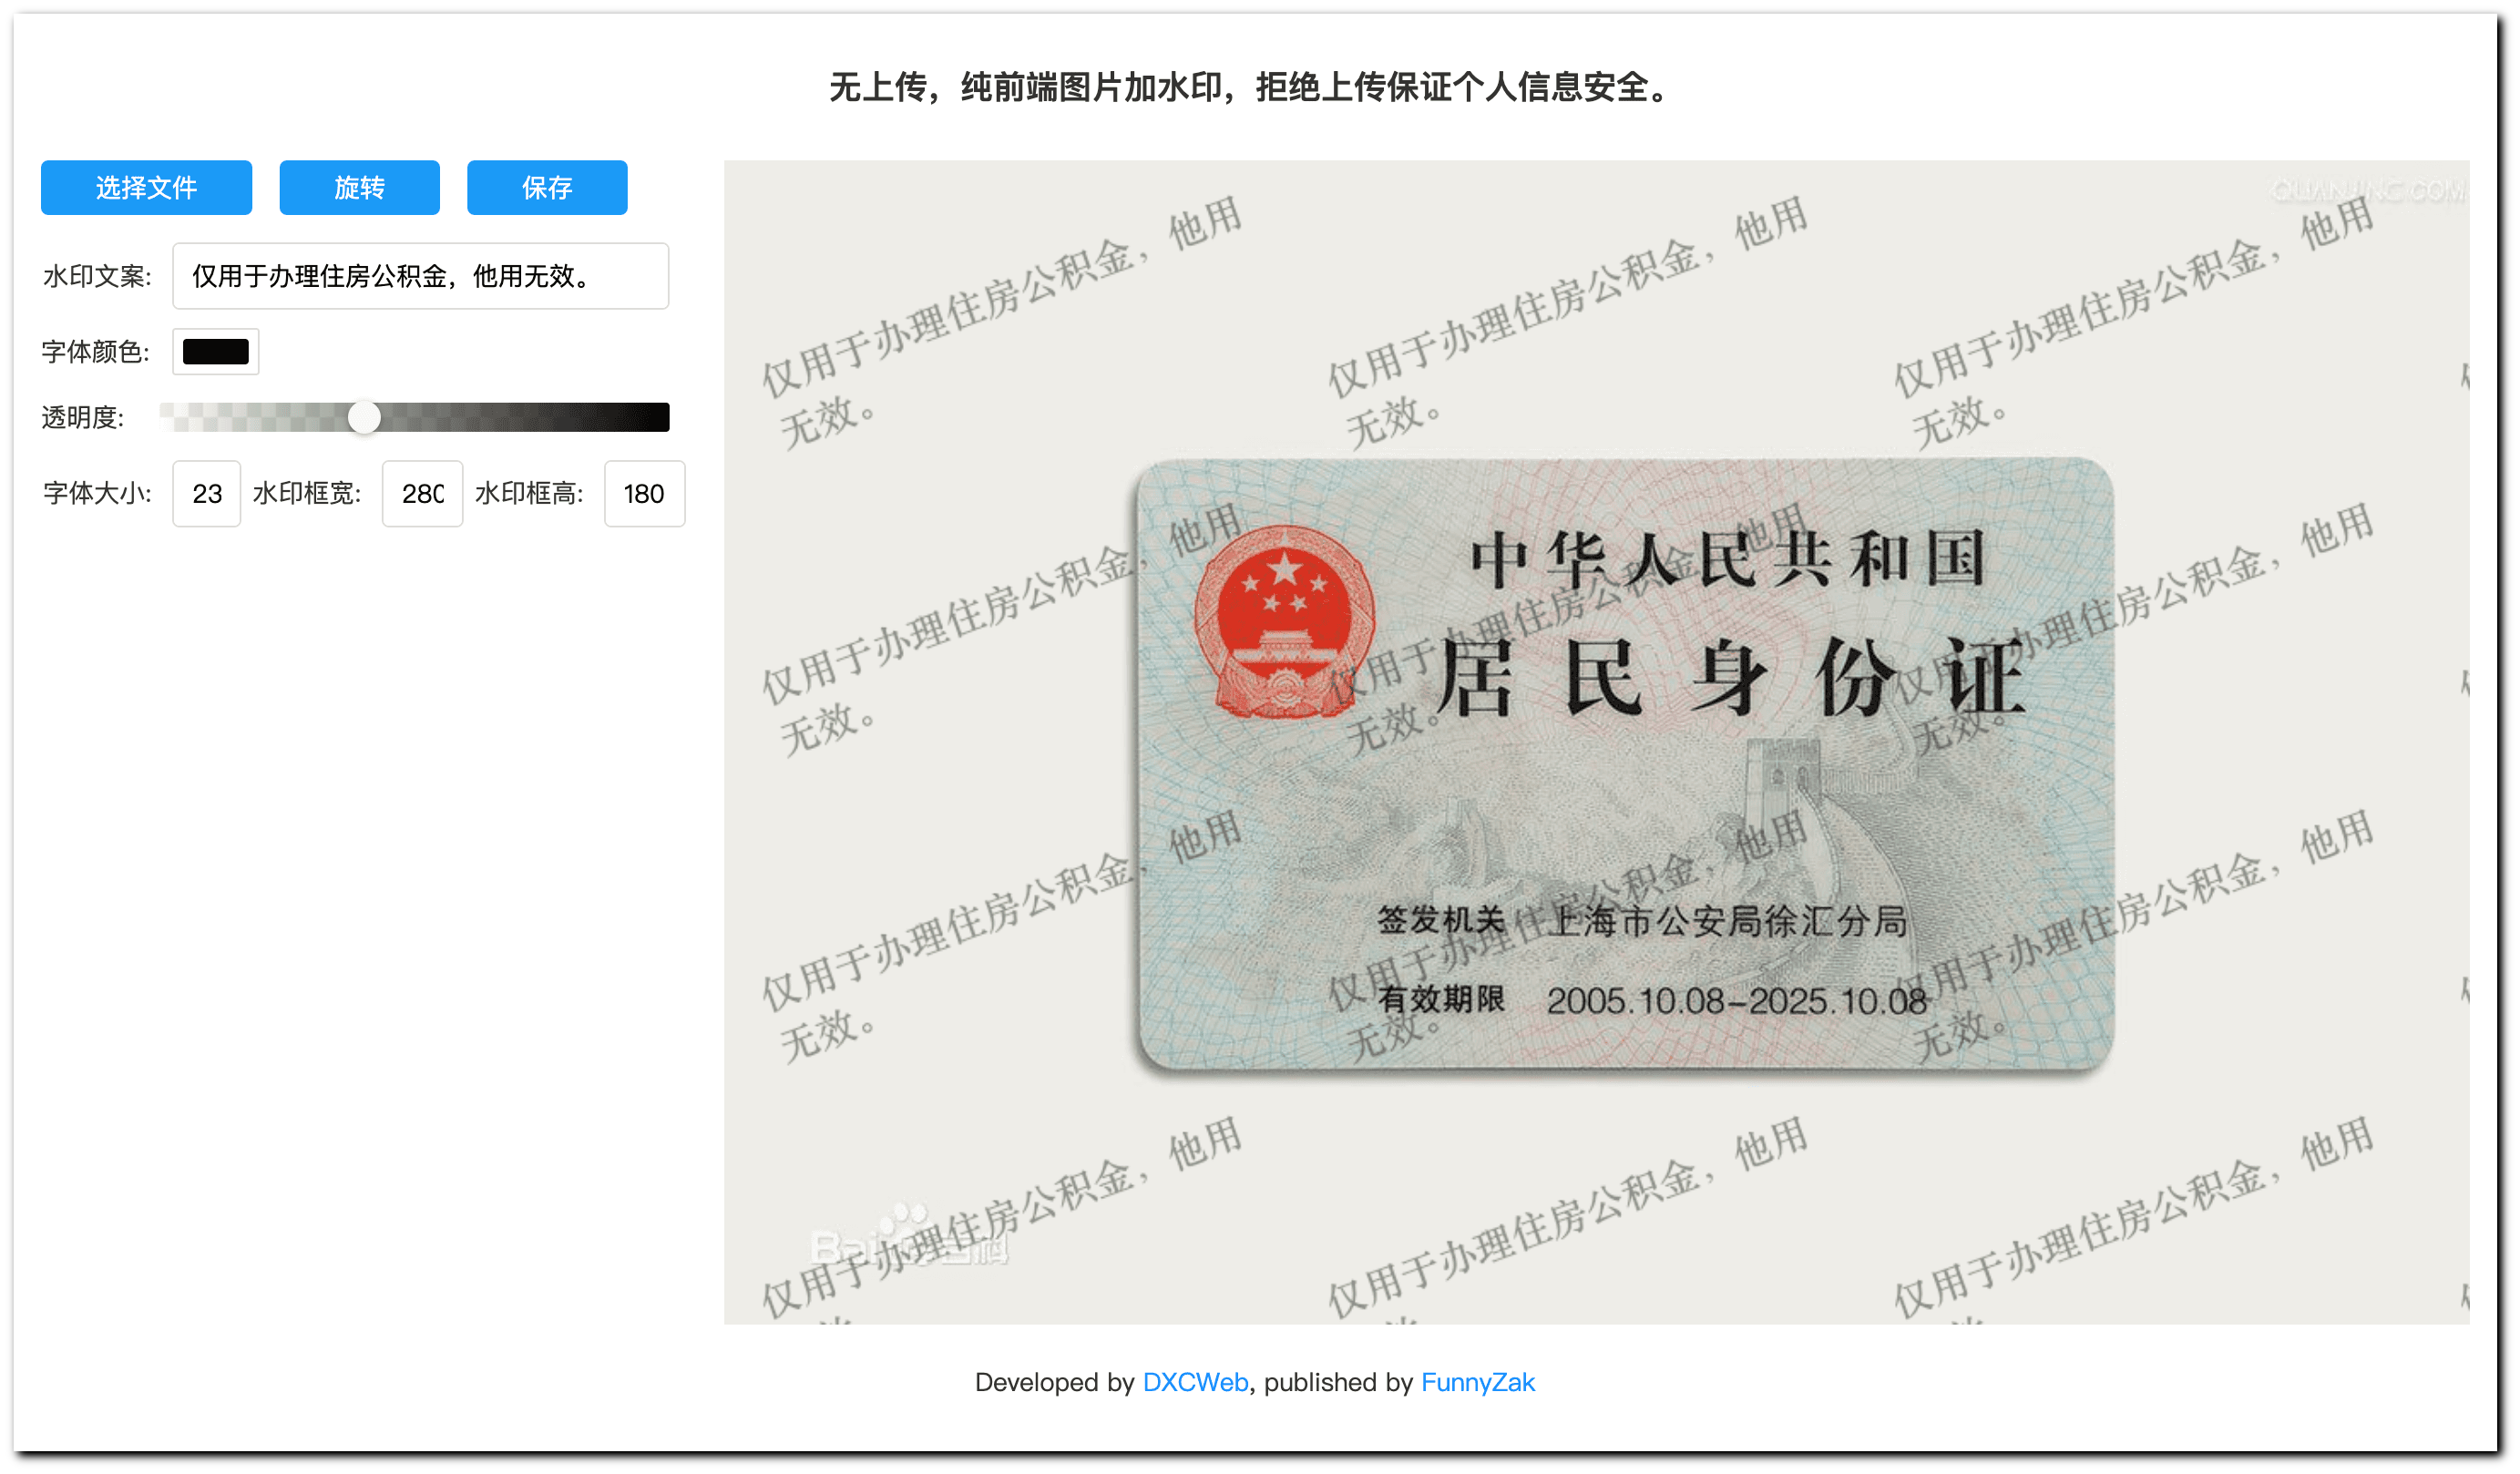 无上传，纯前端图片加水印，拒绝上传保证个人信息安全。
选择文件 旋转 保存
水印文案: 仅用于办理住房公积金，他用无效。
字体颜色:
透明度:
字体大小: 23 水印框宽: 280 水印框高: 180
QUANJING.COM
仅用于办理住房公积金，他用
无效。
仅用于办理住房公积金，他用
无效。
仅用于办理住房公积金，他用
无效。
中华人民共和国
居民身份证
仅用于办理住房公积金，他用
无效。
仅用于办理住房公积金，他用
无效。
仅用于办理住房公积金，他用
无效。
签发机关 上海市公安局徐汇分局
有效期限 2005.10.08-2025.10.08
仅用于办理住房公积金，他用
无效。
仅用于办理住房公积金，他用
无效。
仅用于办理住房公积金，他用
无效。
Bai 百科
仅用于办理住房公积金，他用
仅用于办理住房公积金，他用
仅用于办理住房公积金，他用
Developed by DXCWeb, published by FunnyZak